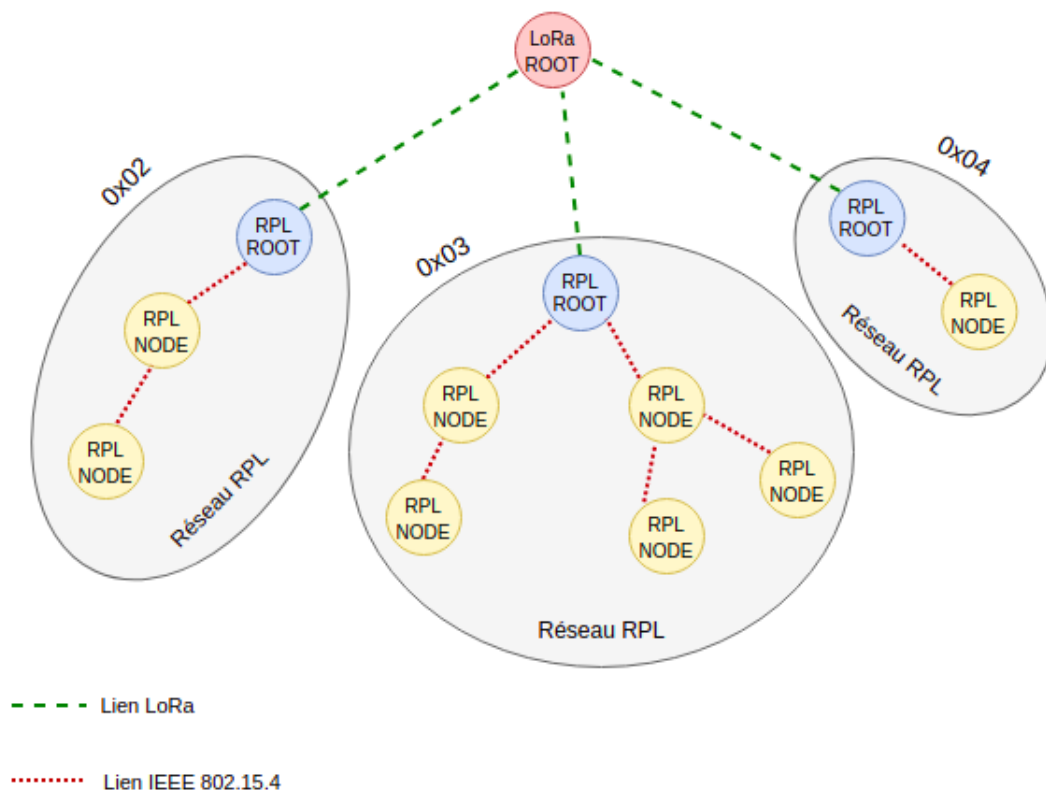 LoRa
ROOT
0x02
0x04
RPL
ROOT
RPL
ROOT
0x03
RPL
ROOT
RPL
NODE
RPL
NODE
Réseau RPL
RPL
NODE
RPL
NODE
RPL
NODE
RPL
NODE
RPL
NODE
RPL
NODE
RPL
NODE
Réseau RPL
Réseau RPL
Lien LoRa
Lien IEEE 802.15.4